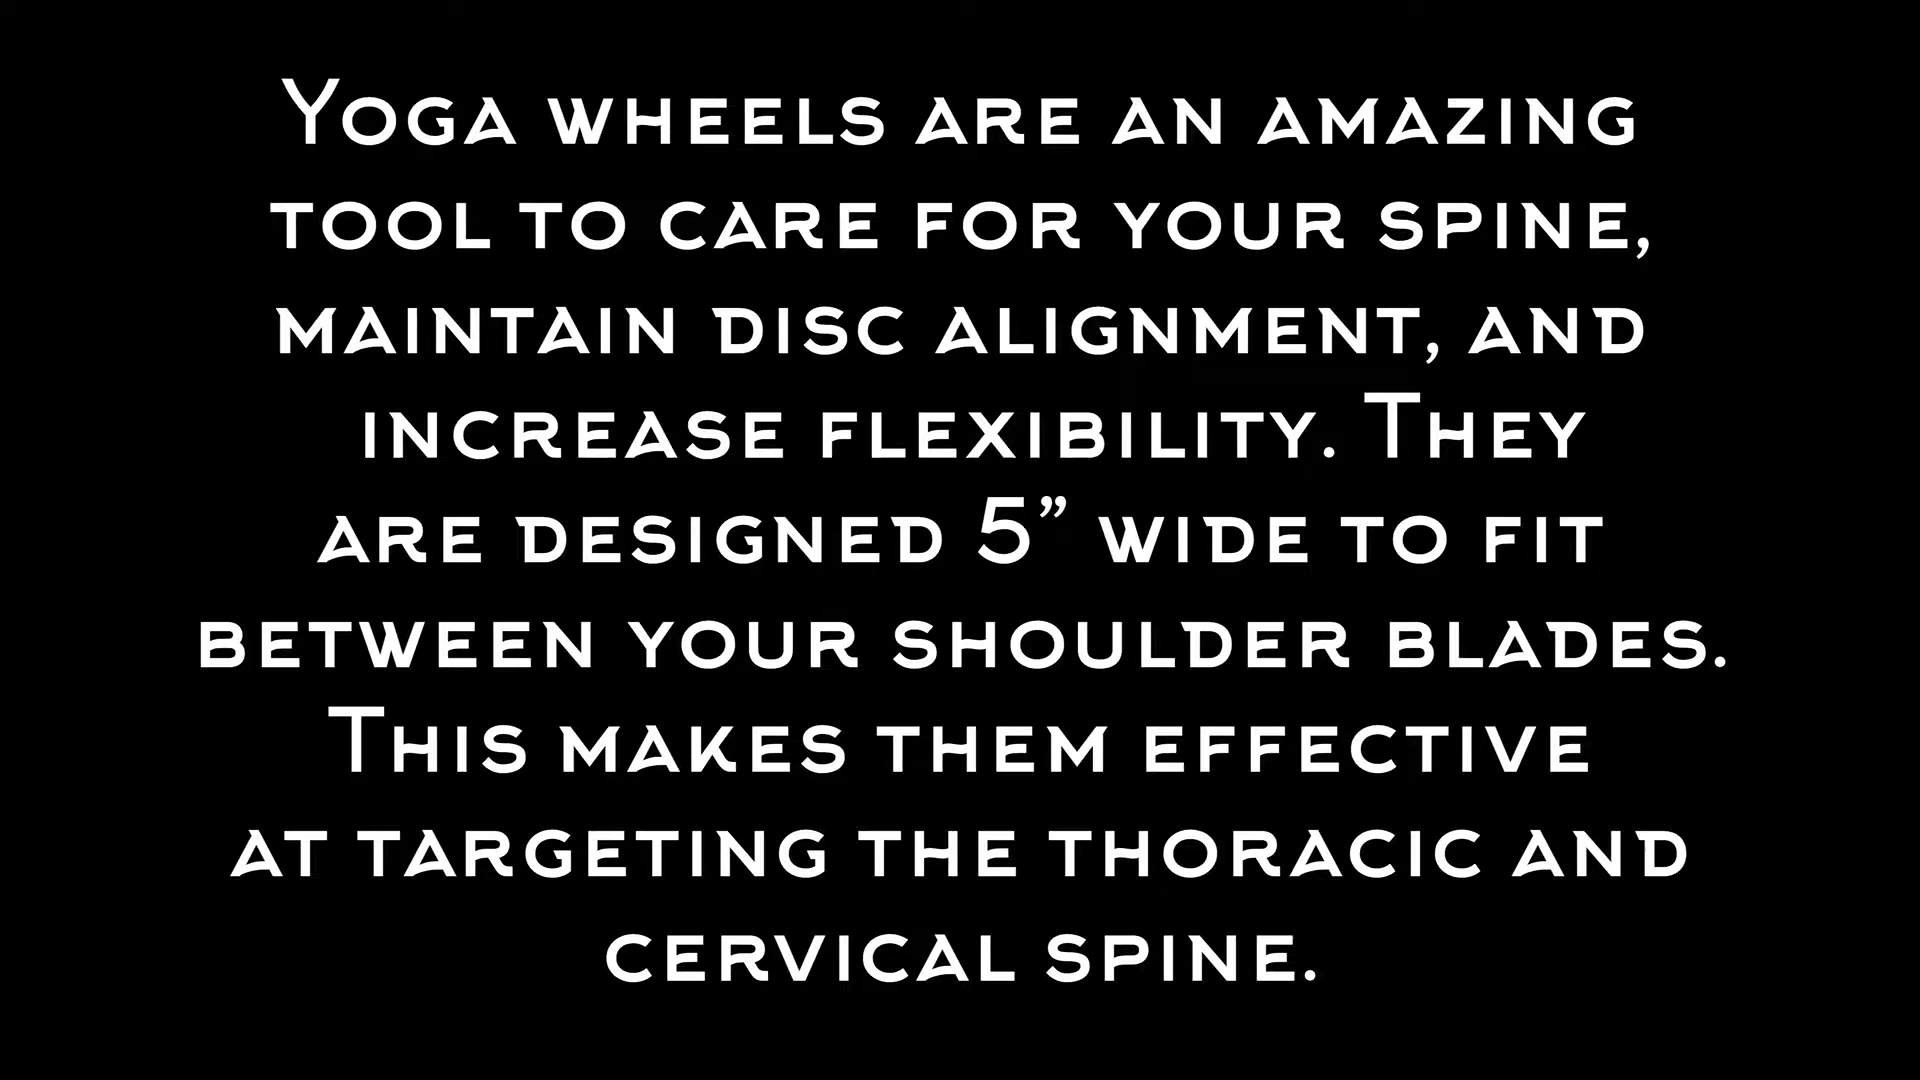 Yoga wheels are an amazing
tool to care for your spine,
maintain disc alignment, and
increase flexibility. They
are designed 5” wide to fit
between your shoulder blades.
This makes them effective
at targeting the thoracic and
cervical spine.